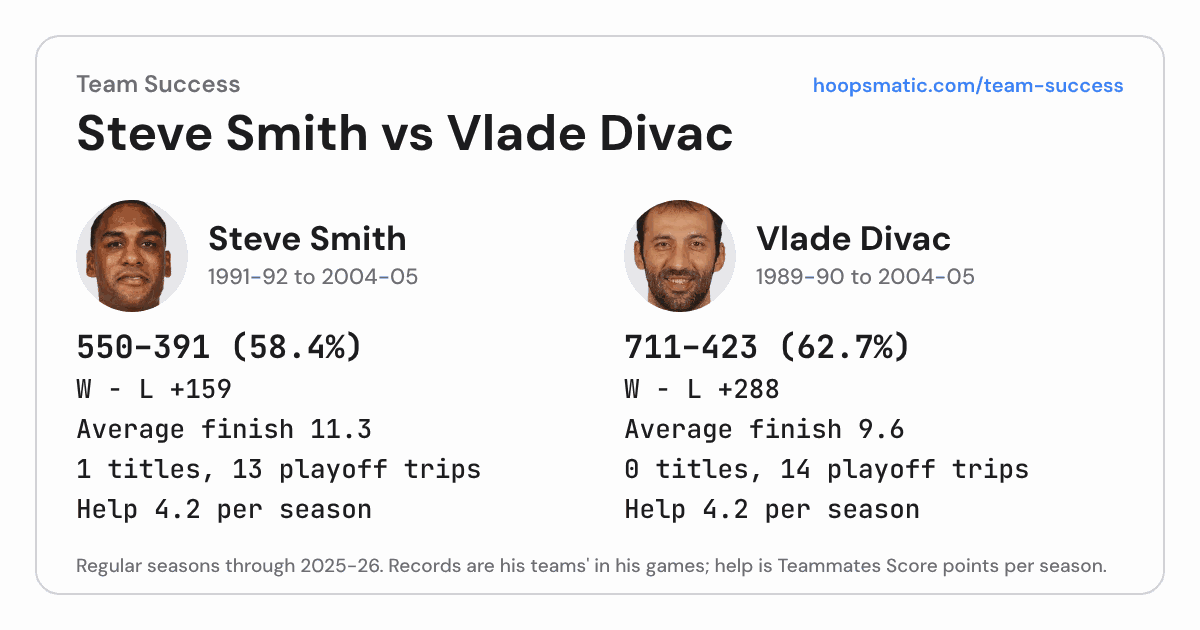 Team Success
hoopsmatic.com/team-success
Steve Smith vs Vlade Divac
Steve Smith
1991-92 to 2004-05
550-391 (58.4%)
W - L +159
Average finish 11.3
1 titles, 13 playoff trips
Help 4.2 per season
Vlade Divac
1989-90 to 2004-05
711-423 (62.7%)
W - L +288
Average finish 9.6
0 titles, 14 playoff trips
Help 4.2 per season
Regular seasons through 2025-26. Records are his teams' in his games; help is Teammates Score points per season.